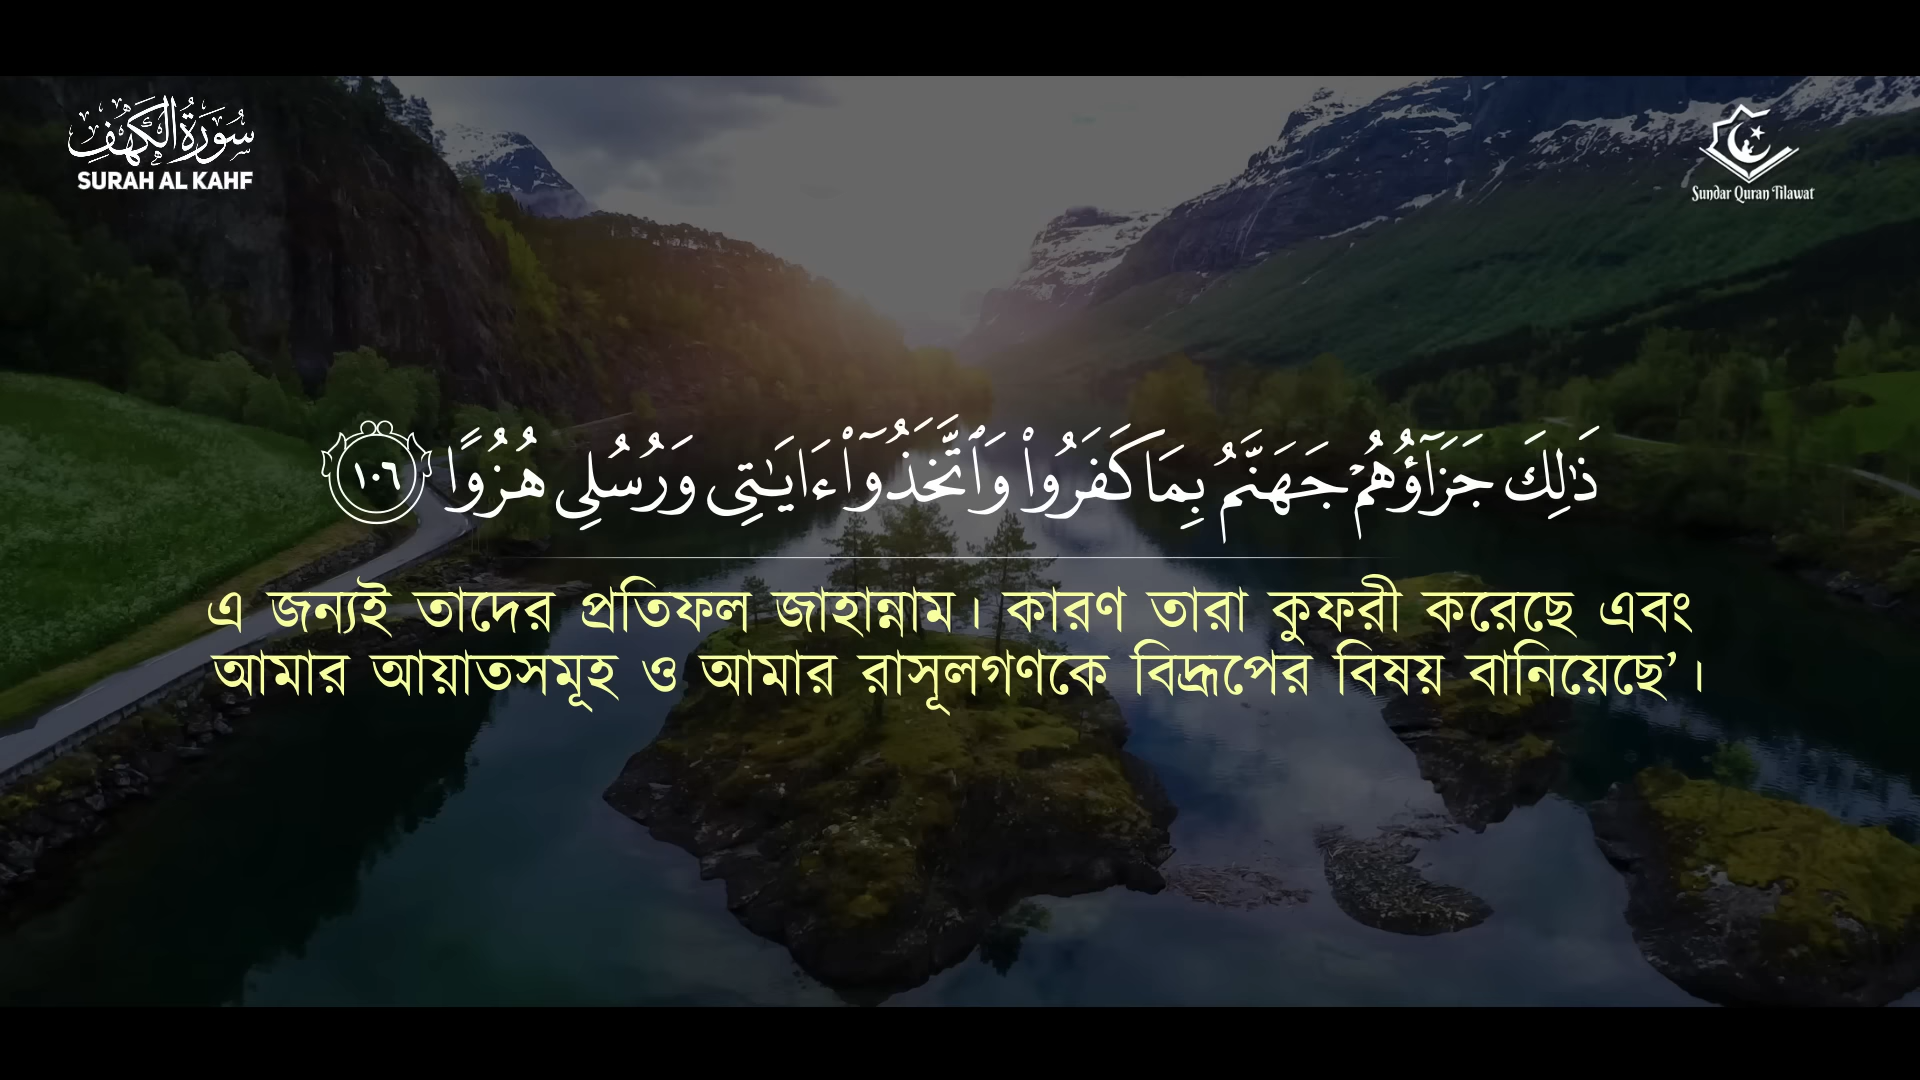 سُورَةُ الكَهْفِ
SURAH AL KAHF
Sundar Quran Tilawat
ذَٰلِكَ جَزَآؤُهُمۡ جَهَنَّمُ بِمَا كَفَرُواْ وَٱتَّخَذُوٓاْ ءَايَٰتِي وَرُسُلِي هُزُوًا ١٠٦
এ জন্যই তাদের প্রতিফল জাহান্নাম। কারণ তারা কুফরী করেছে এবং
আমার আয়াতসমূহ ও আমার রাসূলগণকে বিদ্রূপের বিষয় বানিয়েছে’।